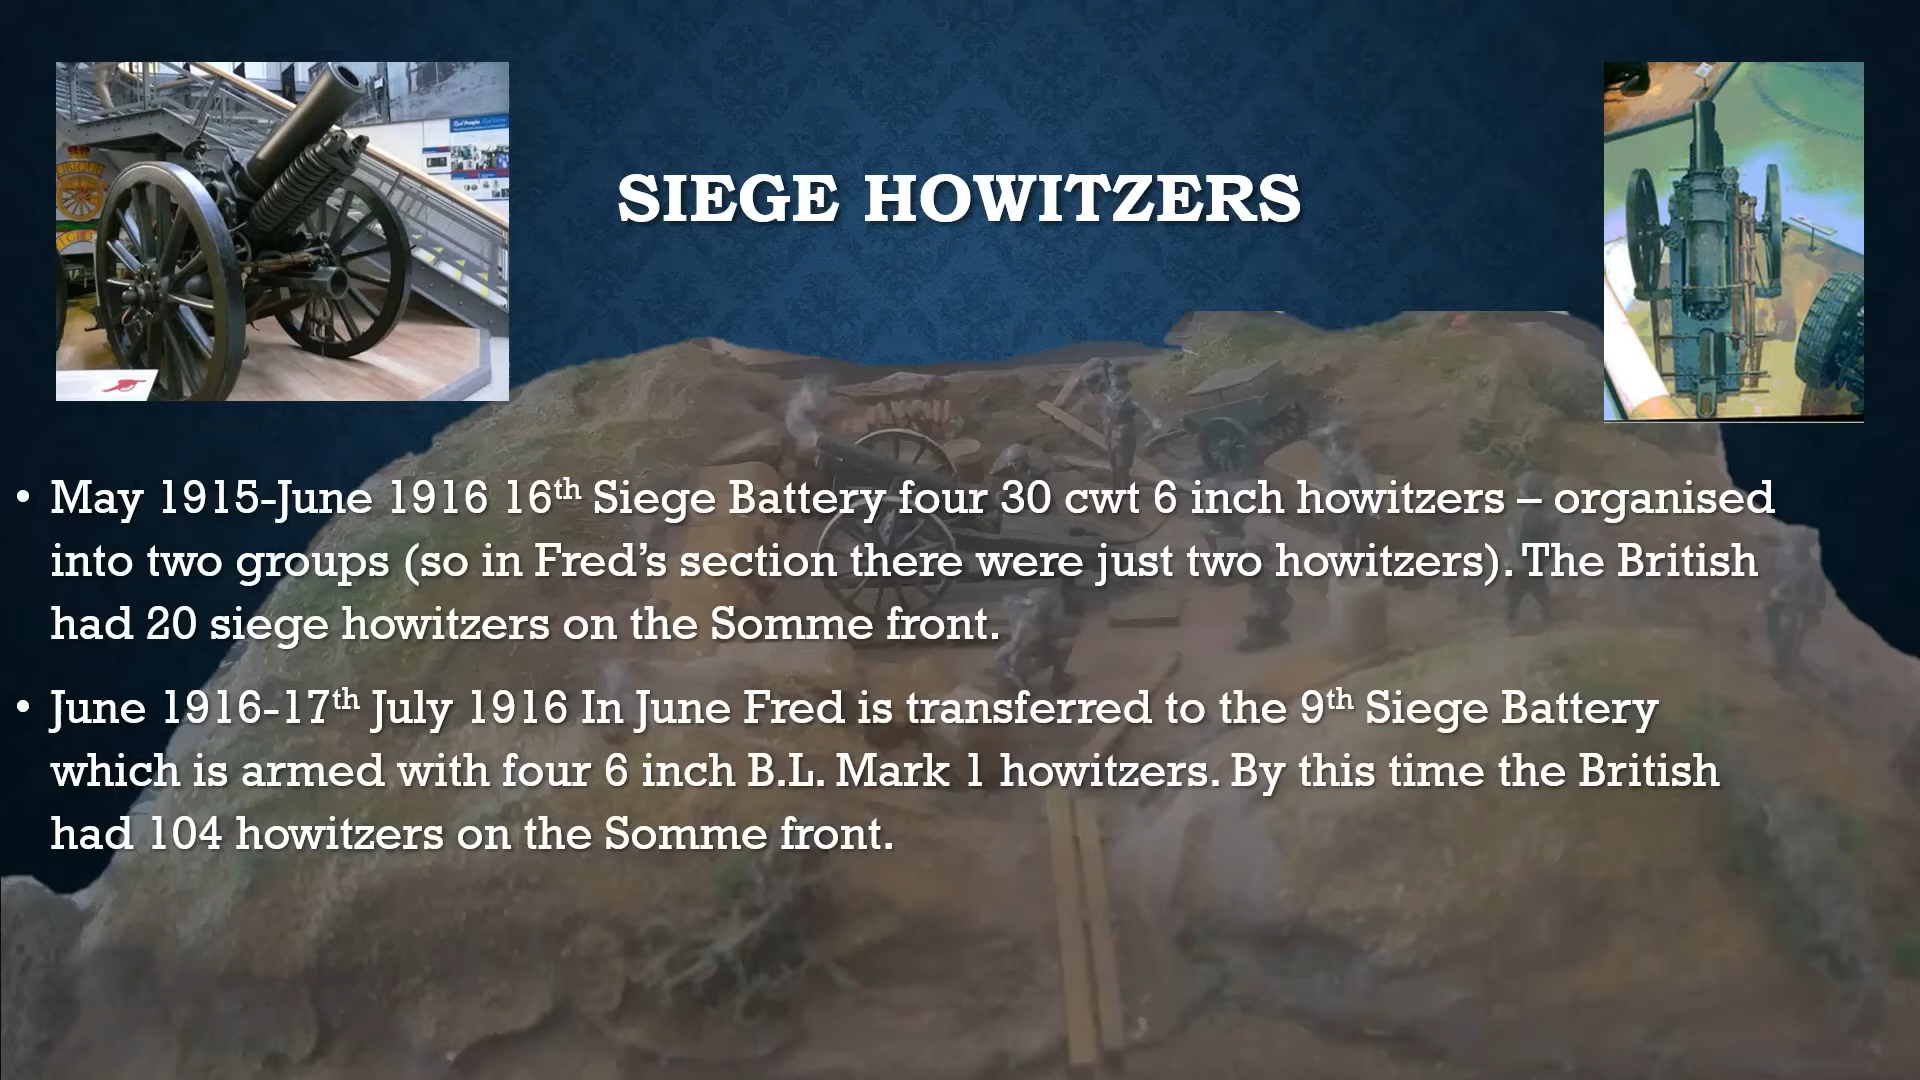 SIEGE HOWITZERS
• May 1915-June 1916 16th Siege Battery four 30 cwt 6 inch howitzers – organised
into two groups (so in Fred’s section there were just two howitzers). The British
had 20 siege howitzers on the Somme front.
• June 1916-17th July 1916 In June Fred is transferred to the 9th Siege Battery
which is armed with four 6 inch B.L. Mark 1 howitzers. By this time the British
had 104 howitzers on the Somme front.